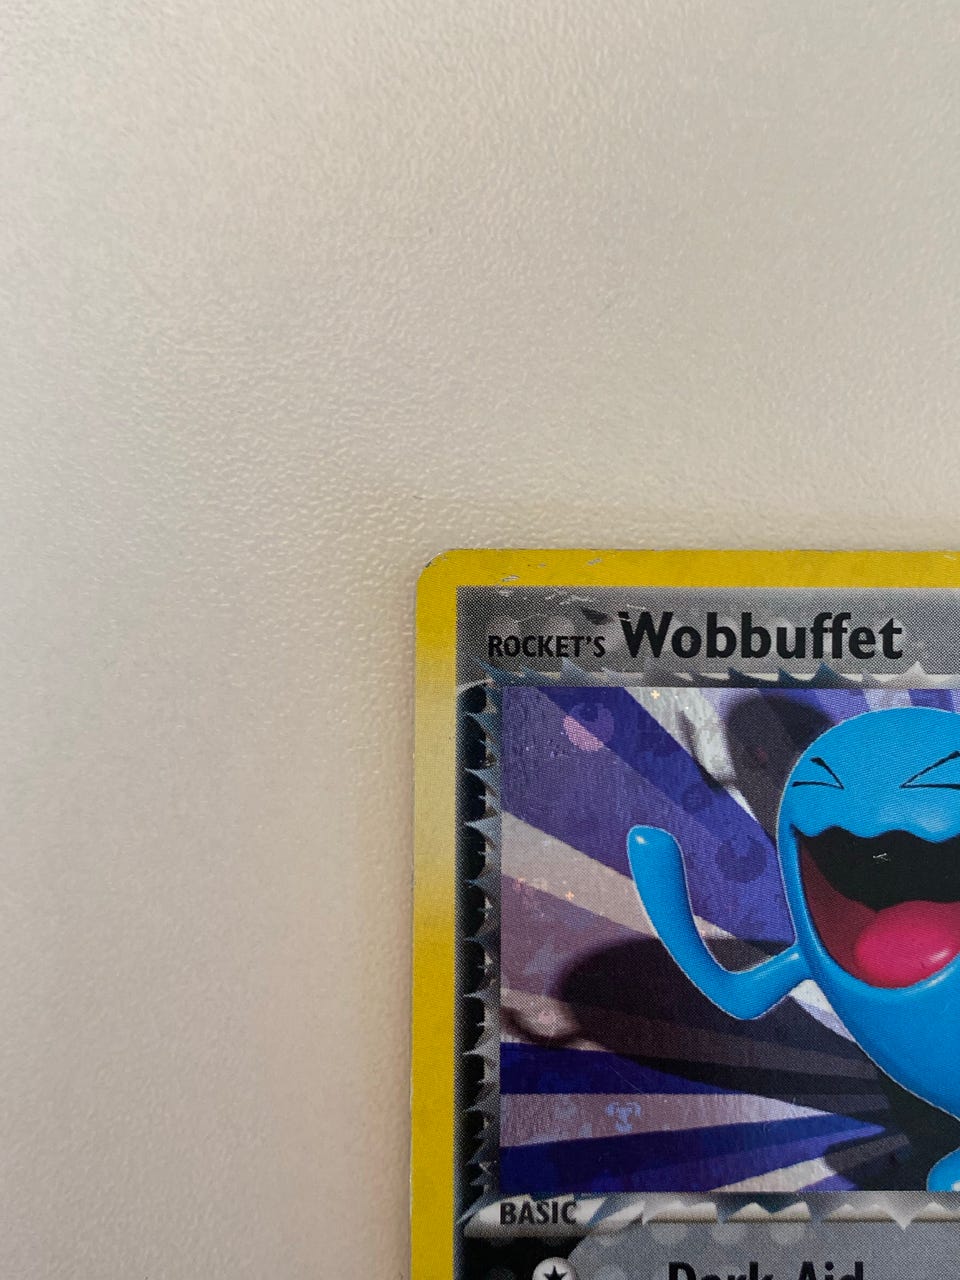 ROCKET'S Wobbuffet
BASIC
Dark Aid